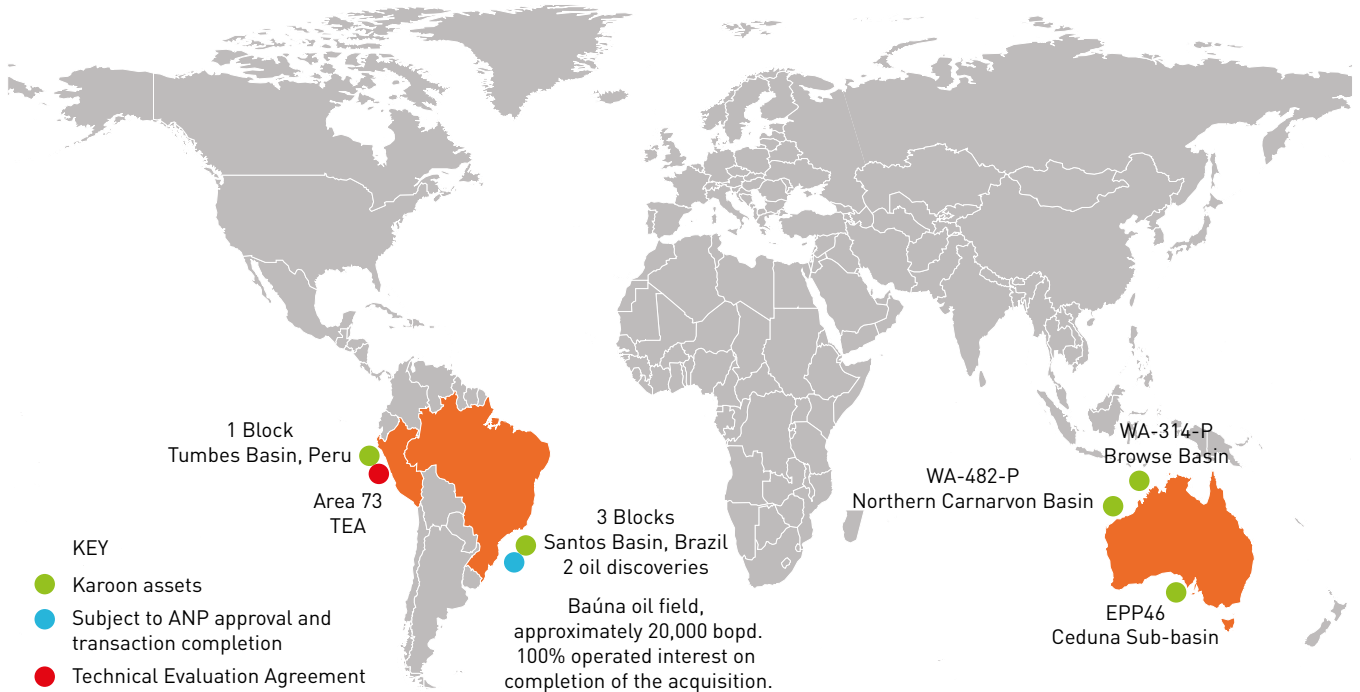 1 Block
Tumbes Basin, Peru
Area 73
TEA
3 Blocks
Santos Basin, Brazil
2 oil discoveries
Baúna oil field,
approximately 20,000 bopd.
100% operated interest on
completion of the acquisition.
WA-314-P
Browse Basin
WA-482-P
Northern Carnarvon Basin
EPP46
Ceduna Sub-basin
KEY
Karoon assets
Subject to ANP approval and
transaction completion
Technical Evaluation Agreement